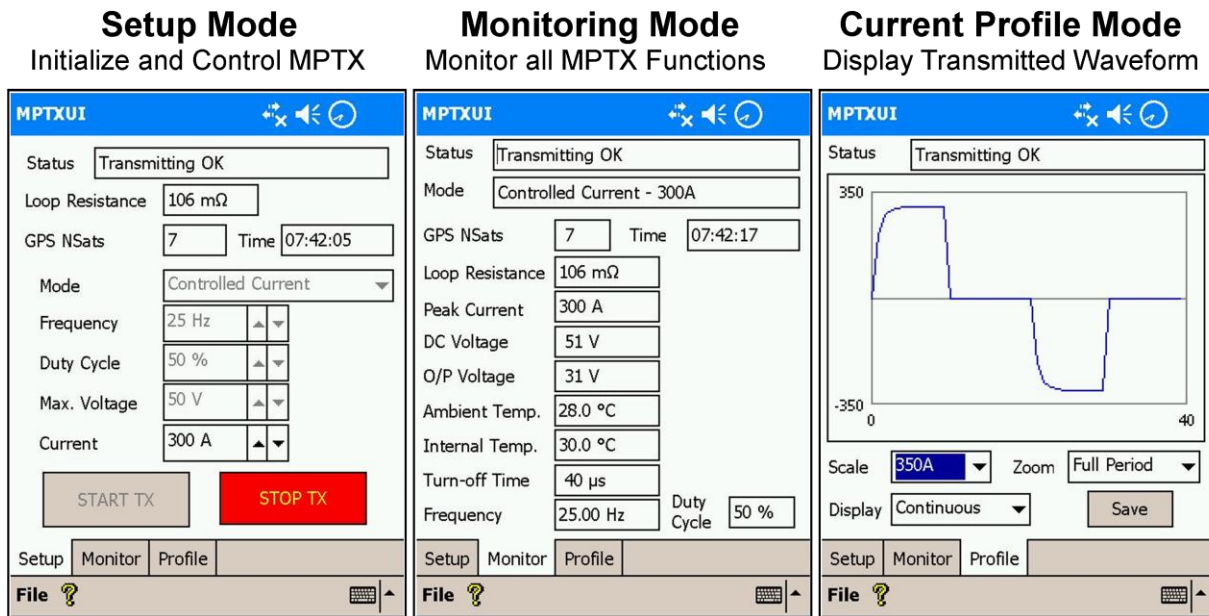 Setup Mode
Initialize and Control MPTX
MPTXUI
Status Transmitting OK
Loop Resistance 106 mΩ
GPS NSats 7 Time 07:42:05
Mode Controlled Current
Frequency 25 Hz
Duty Cycle 50 %
Max. Voltage 50 V
Current 300 A
START TX STOP TX
Setup Monitor Profile
File
Monitoring Mode
Monitor all MPTX Functions
MPTXUI
Status Transmitting OK
Mode Controlled Current - 300A
GPS NSats 7 Time 07:42:17
Loop Resistance 106 mΩ
Peak Current 300 A
DC Voltage 51 V
O/P Voltage 31 V
Ambient Temp. 28.0 °C
Internal Temp. 30.0 °C
Turn-off Time 40 µs
Frequency 25.00 Hz Duty Cycle 50 %
Setup Monitor Profile
File
Current Profile Mode
Display Transmitted Waveform
MPTXUI
Status Transmitting OK
350
-350
0 40
Scale 350A Zoom Full Period
Display Continuous Save
Setup Monitor Profile
File